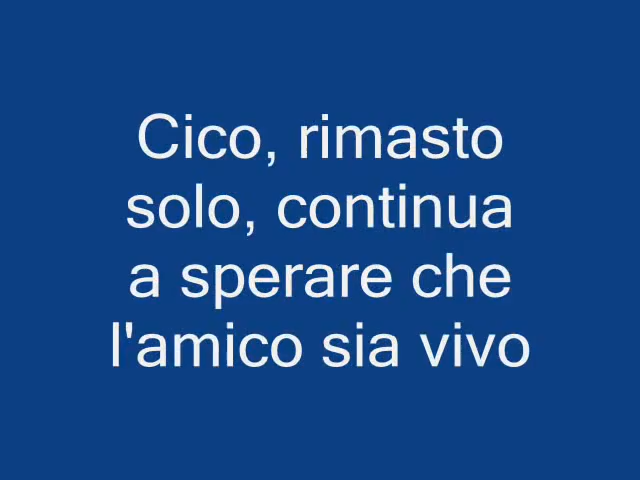 Cico, rimasto
solo, continua
a sperare che
l'amico sia vivo